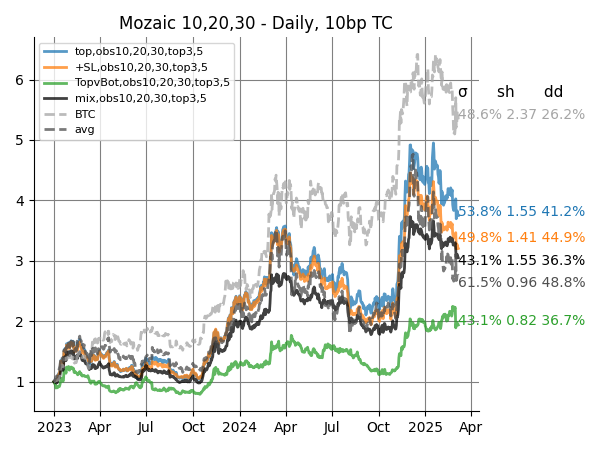 Mozaic 10,20,30 - Daily, 10bp TC
top,obs10,20,30,top3,5
+SL,obs10,20,30,top3,5
TopvBot,obs10,20,30,top3,5
mix,obs10,20,30,top3,5
BTC
avg
σ sh dd
48.6% 2.37 26.2%
53.8% 1.55 41.2%
49.8% 1.41 44.9%
43.1% 1.55 36.3%
61.5% 0.96 48.8%
43.1% 0.82 36.7%
6
5
4
3
2
1
2023 Apr Jul Oct 2024 Apr Jul Oct 2025 Apr